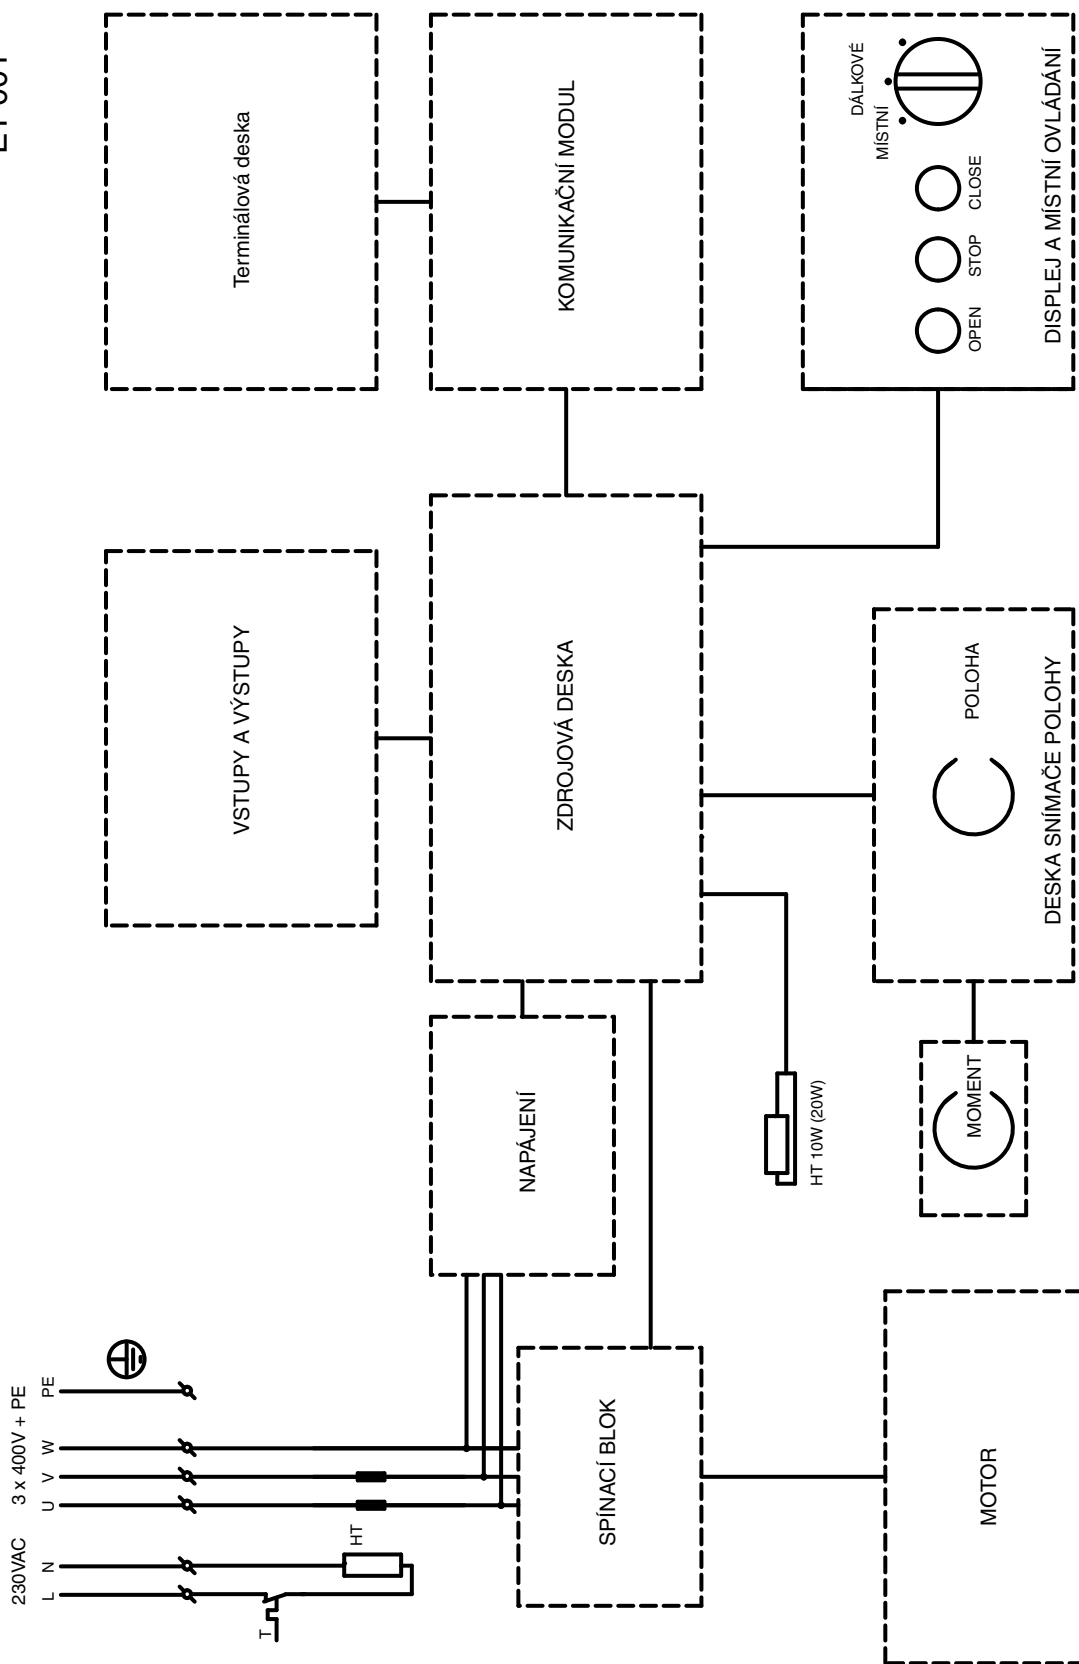 230VAC
3 x 400V + PE
L
N
U
V
W
PE
T
HT
VSTUPY A VÝSTUPY
Terminálová deska
NAPÁJENÍ
ZDROJOVÁ DESKA
KOMUNIKAČNÍ MODUL
SPÍNACÍ BLOK
HT 10W (20W)
DÁLKOVÉ
MÍSTNÍ
MOTOR
MOMENT
POLOHA
OPEN
STOP
CLOSE
DESKA SNÍMAČE POLOHY
DISPLEJ A MÍSTNÍ OVLÁDÁNÍ